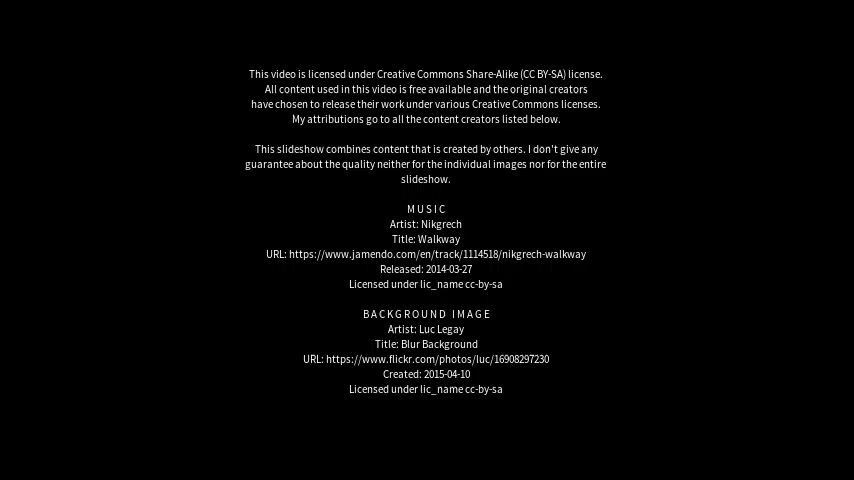 This video is licensed under Creative Commons Share-Alike (CC BY-SA) license.
All content used in this video is free available and the original creators
have chosen to release their work under various Creative Commons licenses.
My attributions go to all the content creators listed below.
This slideshow combines content that is created by others. I don't give any
guarantee about the quality neither for the individual images nor for the entire
slideshow.
MUSIC
Artist: Nikgrech
Title: Walkway
URL: https://www.jamendo.com/en/track/1114518/nikgrech-walkway
Released: 2014-03-27
Licensed under lic_name cc-by-sa
BACKGROUND IMAGE
Artist: Luc Legay
Title: Blur Background
URL: https://www.flickr.com/photos/luc/16908297230
Created: 2015-04-10
Licensed under lic_name cc-by-sa